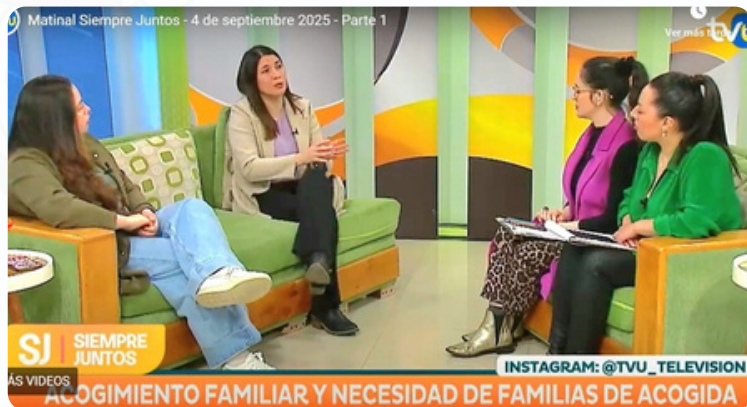 Matinal Siempre Juntos - 4 de septiembre 2025 - Parte 1
Ver más
tvu
SJ
SIEMPRE
JUNTOS
INSTAGRAM: @TVU_TELEVISION
ÁS VIDEOS
ACOGIMIENTO FAMILIAR Y NECESIDAD DE FAMILIAS DE ACOGIDA